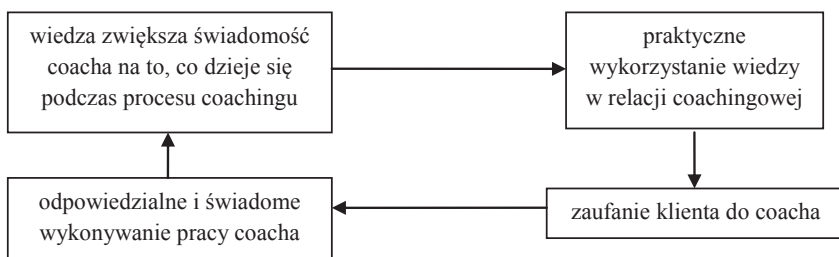 wiedza zwiększa świadomość
coacha na to, co dzieje się
podczas procesu coachingu
praktyczne
wykorzystanie wiedzy
w relacji coachingowej
odpowiedzialne i świadome
wykonywanie pracy coacha
zaufanie klienta do coacha